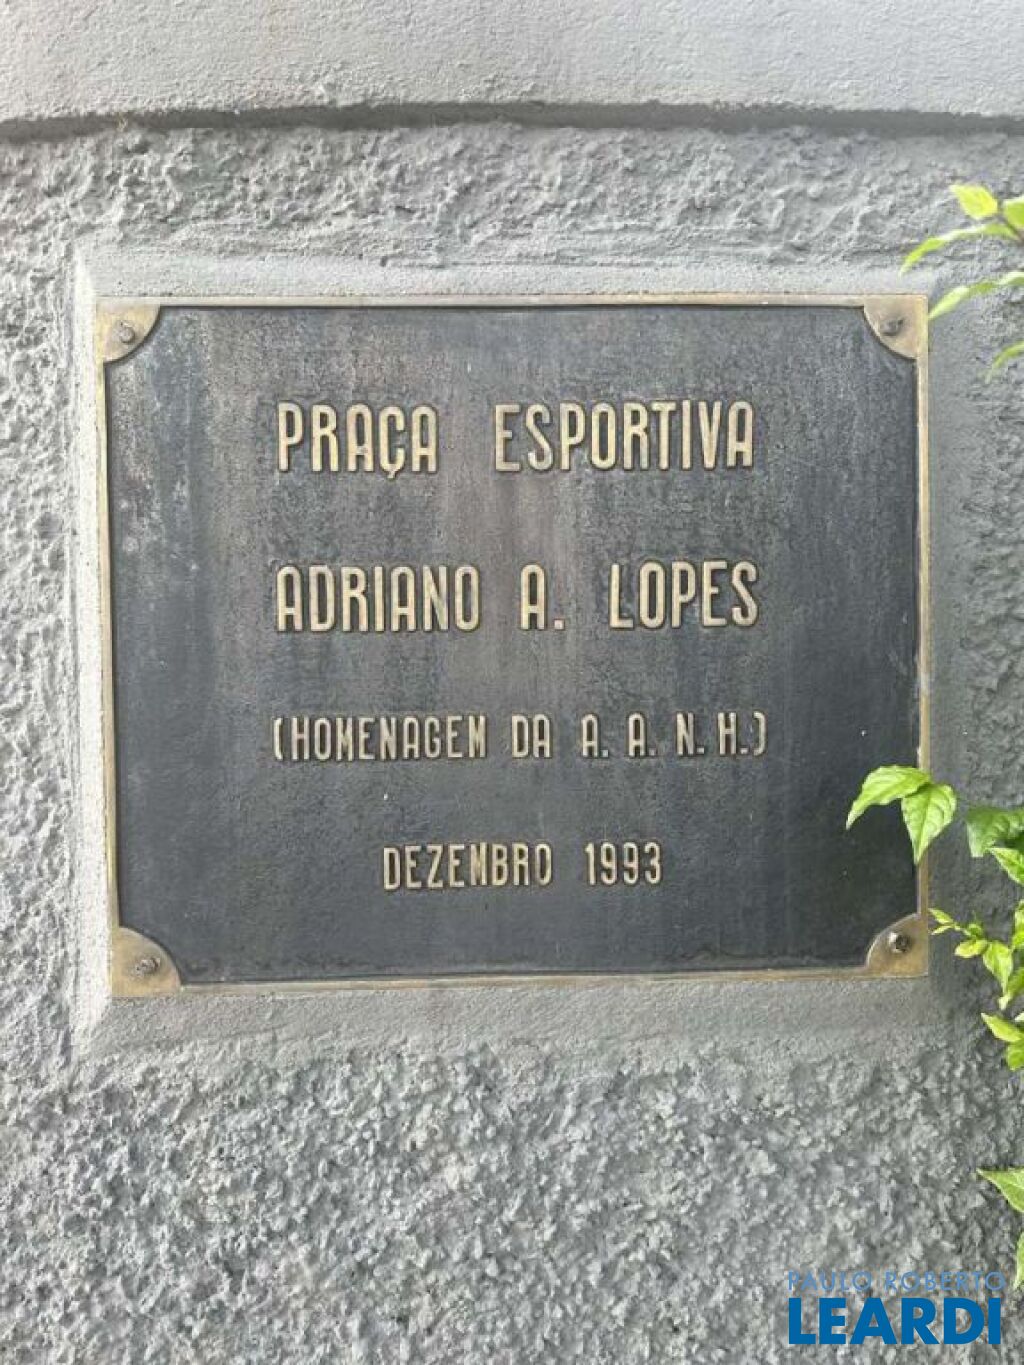 PRAÇA ESPORTIVA
ADRIANO A. LOPES
(HOMENAGEM DA A. A. N. H.)
DEZEMBRO 1993
PAULO ROBERTO
LEARDI